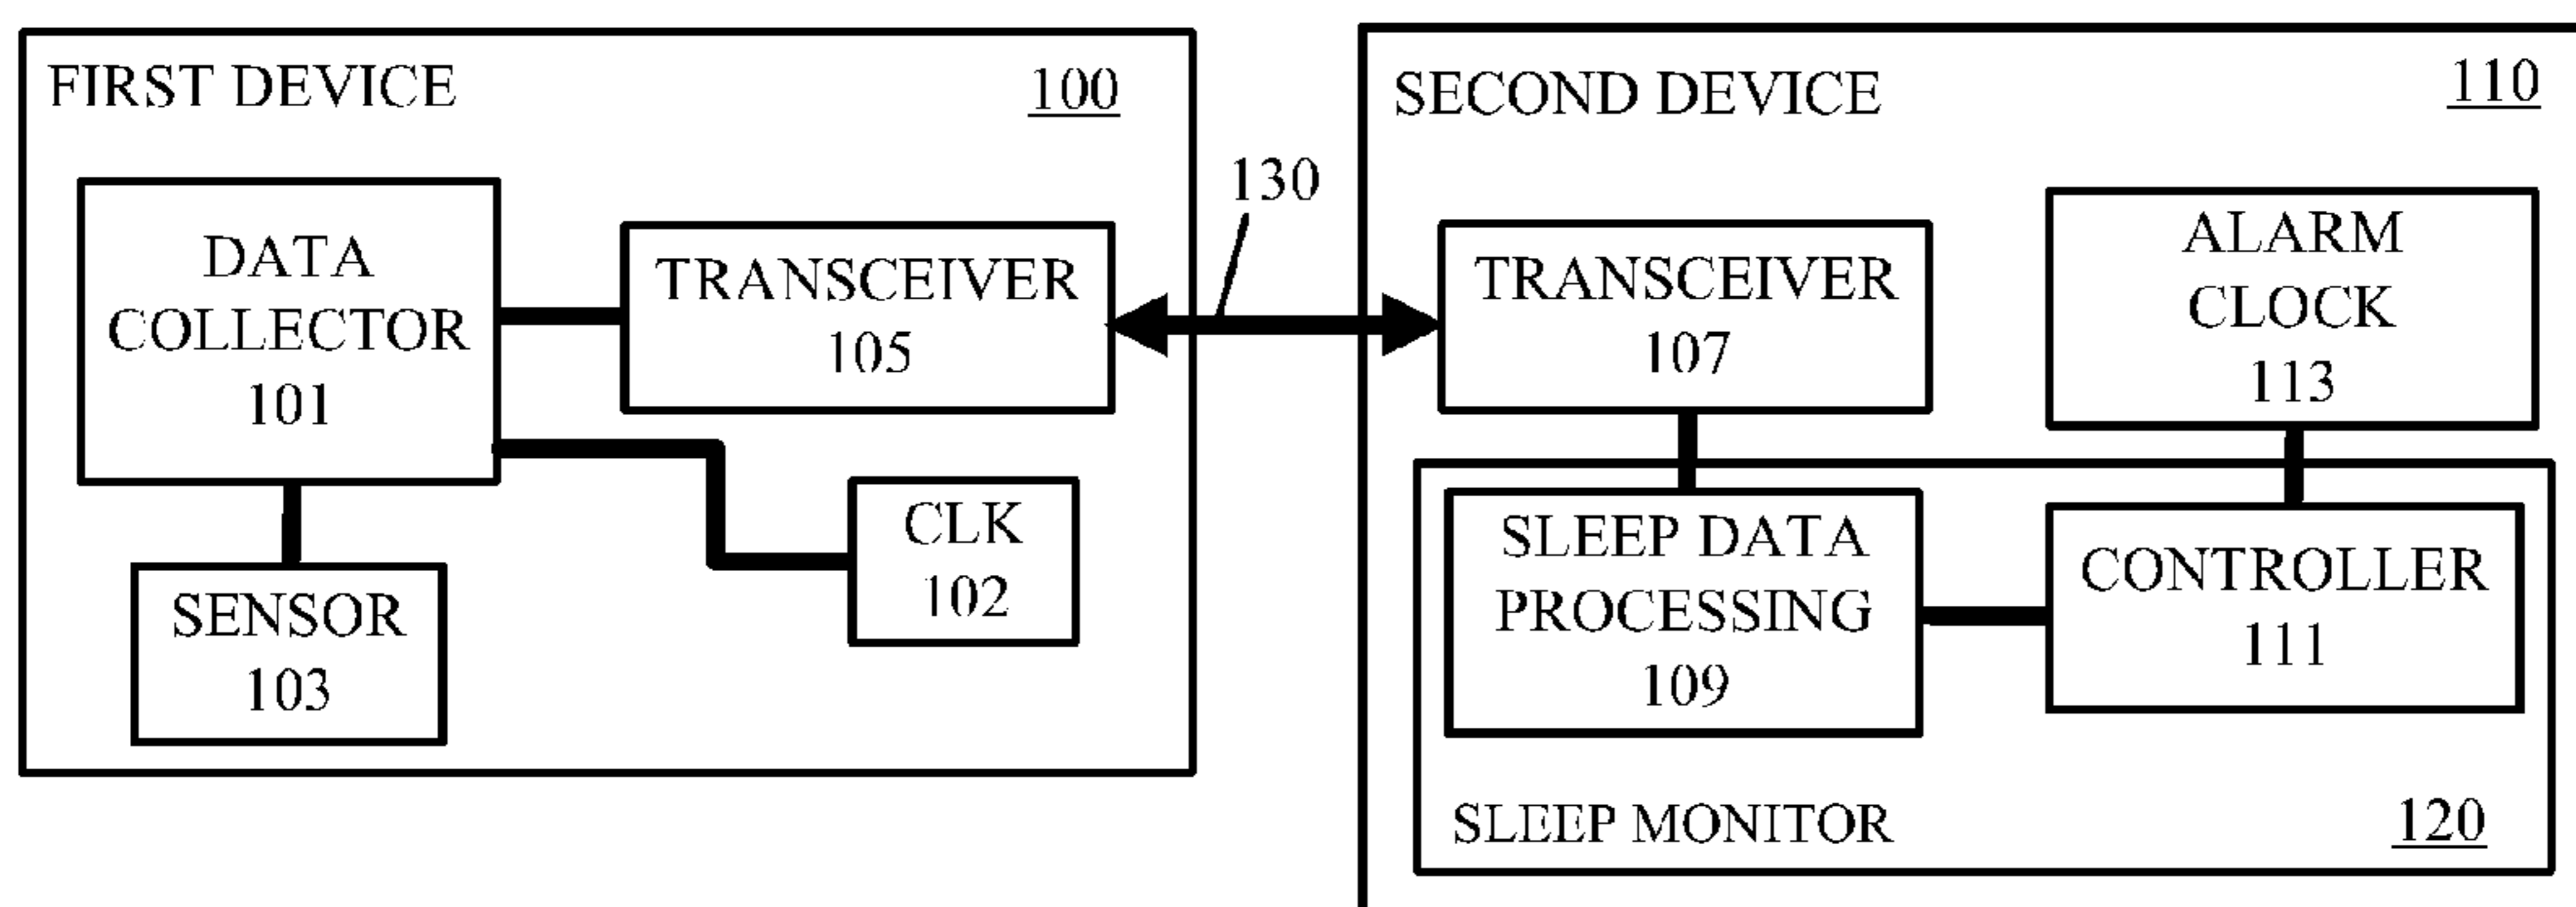 FIRST DEVICE
100
DATA
COLLECTOR
101
TRANSCEIVER
105
CLK
102
SENSOR
103
130
SECOND DEVICE
110
TRANSCEIVER
107
ALARM
CLOCK
113
SLEEP DATA
PROCESSING
109
CONTROLLER
111
SLEEP MONITOR
120